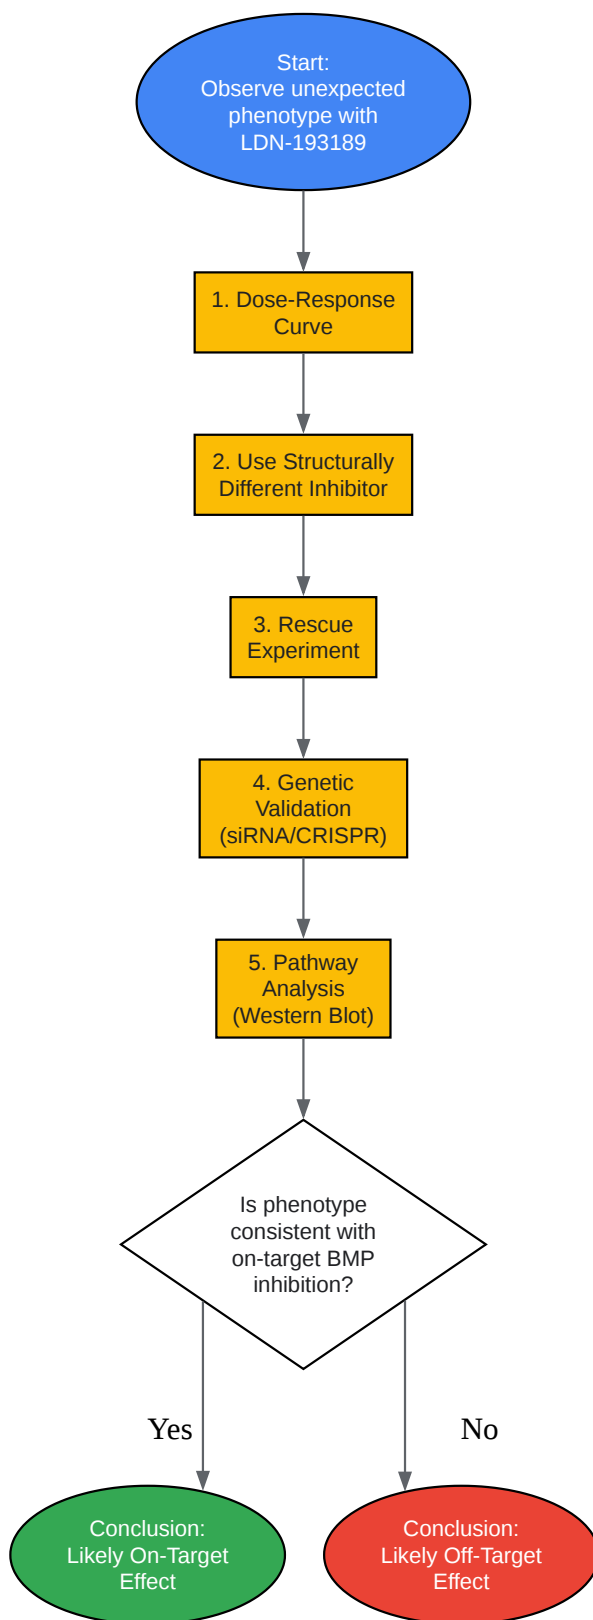 Start:
Observe unexpected
phenotype with
LDN-193189
1. Dose-Response
Curve
2. Use Structurally
Different Inhibitor
3. Rescue
Experiment
4. Genetic
Validation
(siRNA/CRISPR)
5. Pathway
Analysis
(Western Blot)
Is phenotype
consistent with
on-target BMP
inhibition?
Yes
No
Conclusion:
Likely On-Target
Effect
Conclusion:
Likely Off-Target
Effect